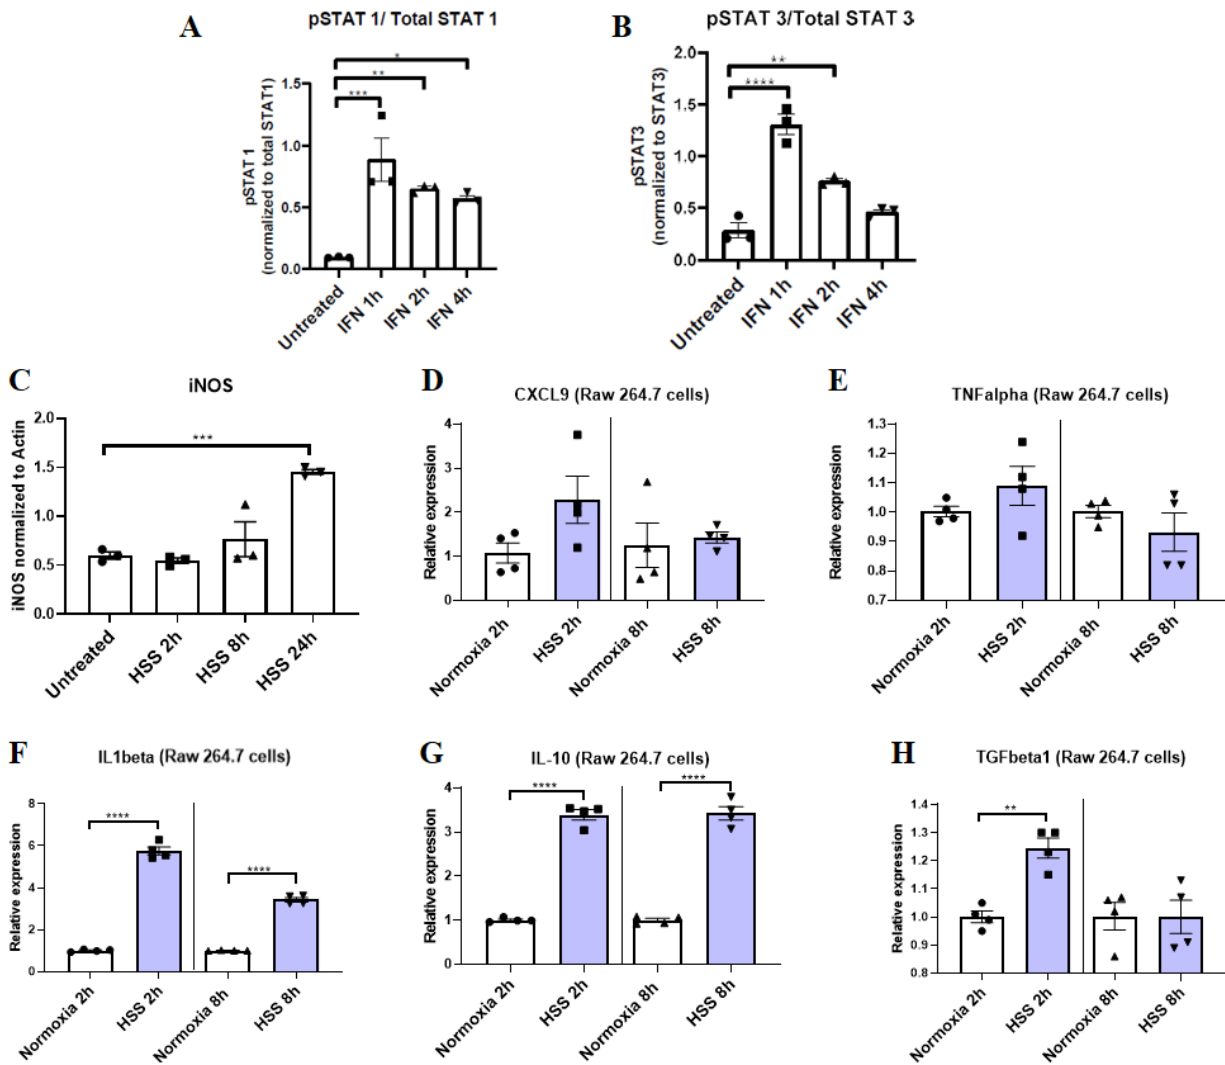 A
pSTAT 1/ Total STAT 1
pSTAT 1
(normalized to total STAT1)
1.5
1.0
0.5
0.0
*
**
***
Untreated
IFN 1h
IFN 2h
IFN 4h
B
pSTAT 3/Total STAT 3
pSTAT3
(normalized to STAT3)
2.0
1.5
1.0
0.5
0.0
**
****
Untreated
IFN 1h
IFN 2h
IFN 4h
C
iNOS
iNOS normalized to Actin
2.0
1.5
1.0
0.5
0.0
***
Untreated
HSS 2h
HSS 8h
HSS 24h
D
CXCL9 (Raw 264.7 cells)
Relative expression
4
3
2
1
0
Normoxia 2h
HSS 2h
Normoxia 8h
HSS 8h
E
TNFalpha (Raw 264.7 cells)
Relative expression
1.3
1.2
1.1
1.0
0.9
0.8
0.7
Normoxia 2h
HSS 2h
Normoxia 8h
HSS 8h
F
IL1beta (Raw 264.7 cells)
Relative expression
8
6
4
2
0
****
****
Normoxia 2h
HSS 2h
Normoxia 8h
HSS 8h
G
IL-10 (Raw 264.7 cells)
Relative expression
4
3
2
1
0
****
****
Normoxia 2h
HSS 2h
Normoxia 8h
HSS 8h
H
TGFbeta1 (Raw 264.7 cells)
Relative expression
1.4
1.3
1.2
1.1
1.0
0.9
0.8
**
Normoxia 2h
HSS 2h
Normoxia 8h
HSS 8h